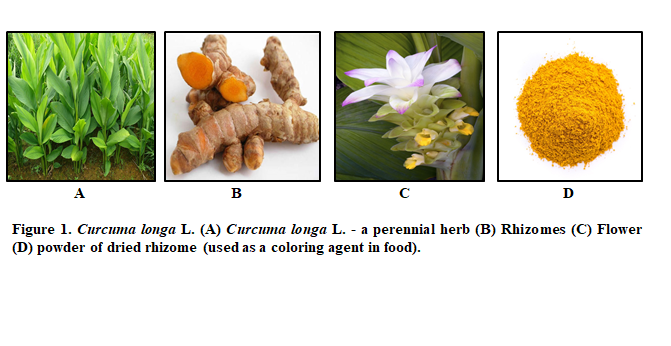 A B C D
Figure 1. Curcuma longa L. (A) Curcuma longa L. - a perennial herb (B) Rhizomes (C) Flower
(D) powder of dried rhizome (used as a coloring agent in food).